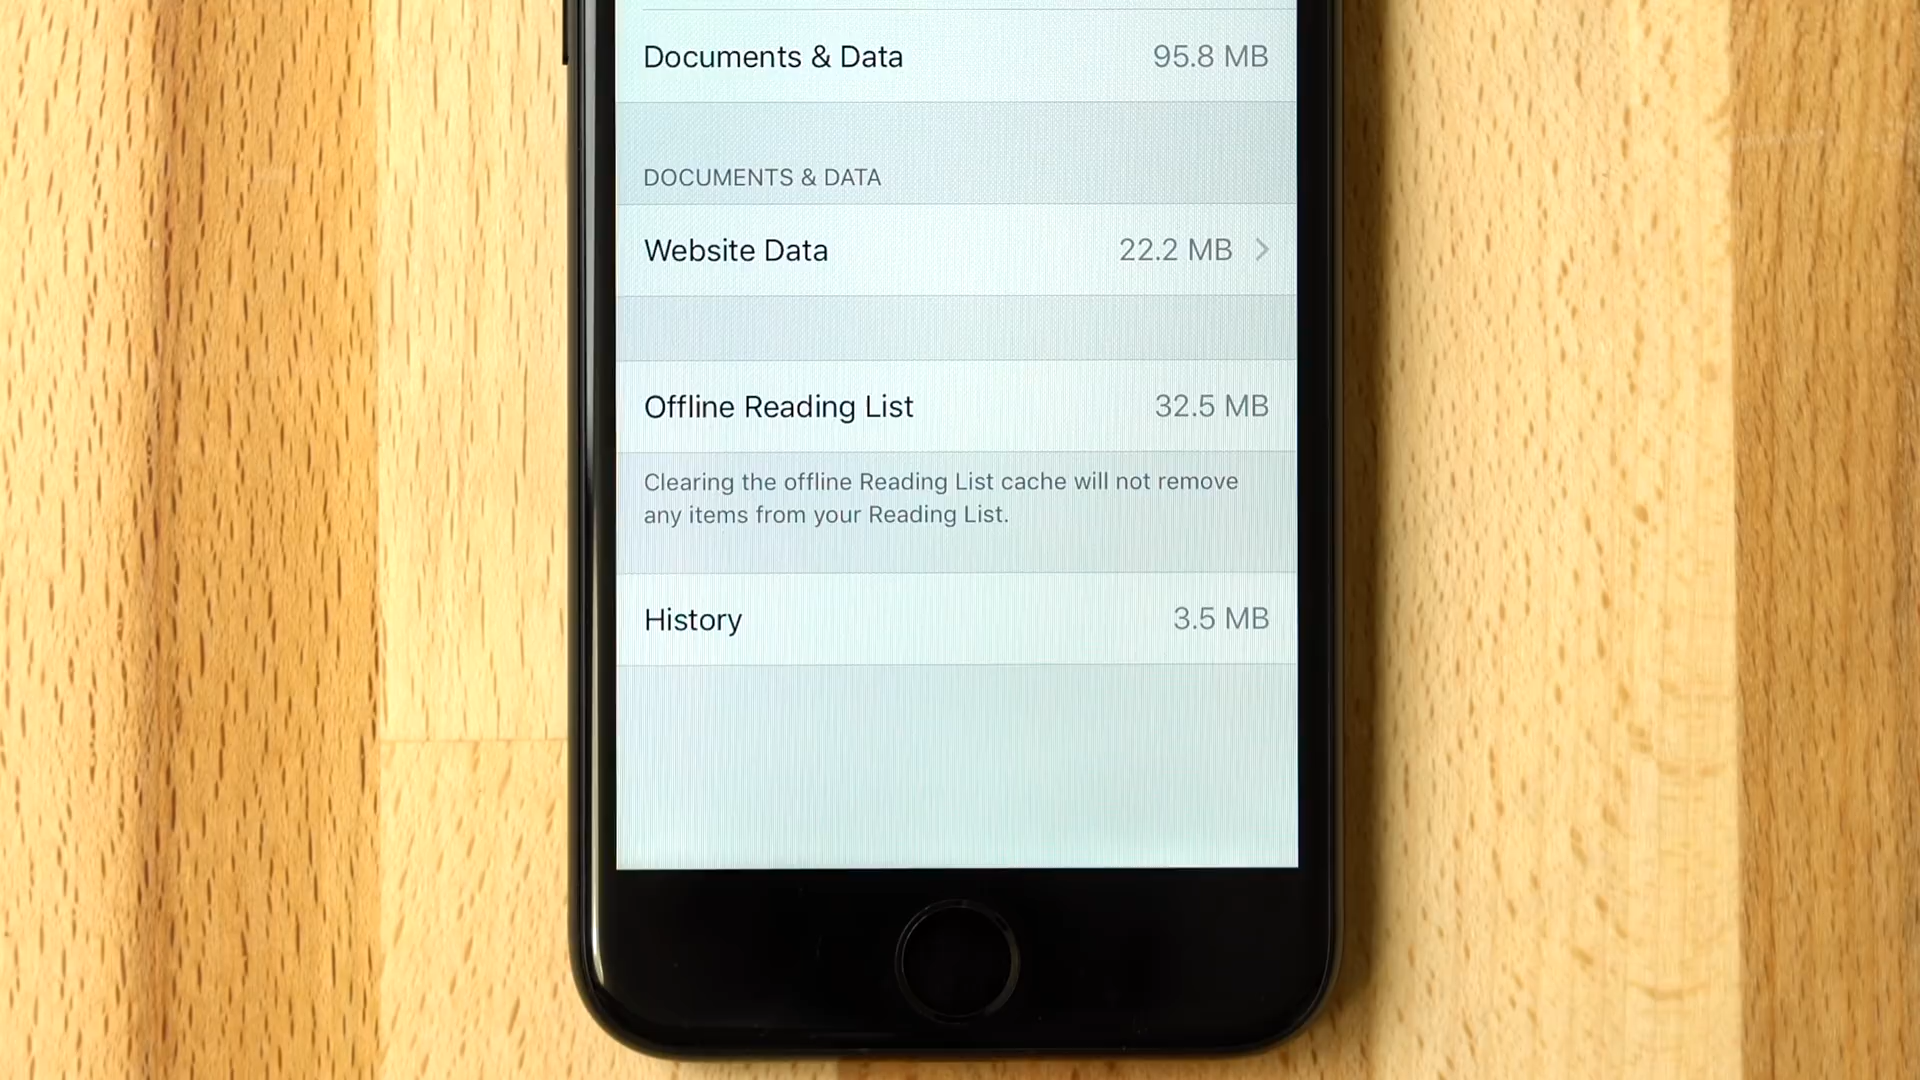 Documents & Data 95.8 MB
DOCUMENTS & DATA
Website Data 22.2 MB
Offline Reading List 32.5 MB
Clearing the offline Reading List cache will not remove
any items from your Reading List.
History 3.5 MB